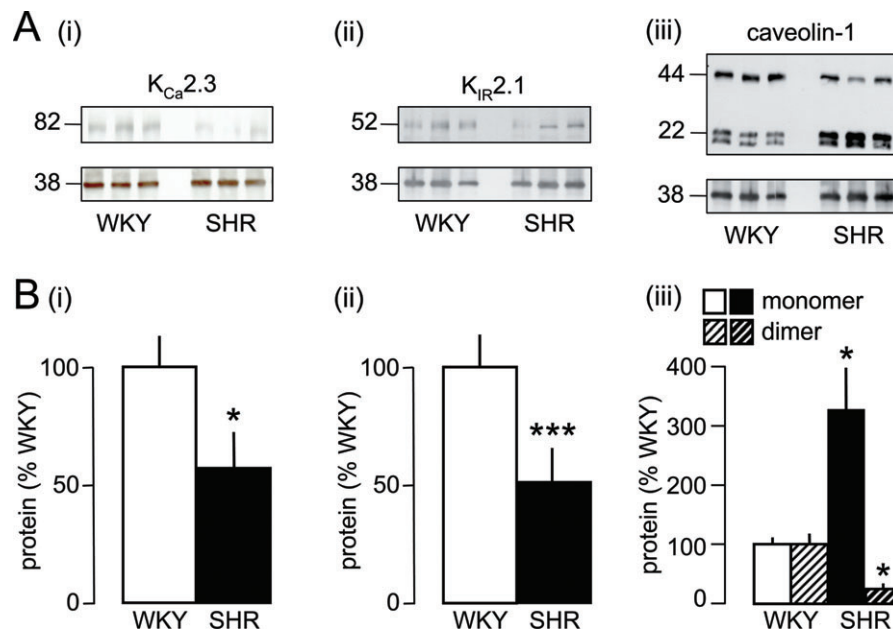 A (i) (ii) (iii)
K_Ca2.3
82
38
WKY SHR
K_IR2.1
52
38
WKY SHR
caveolin-1
44
22
38
WKY SHR
B (i) (ii) (iii)
protein (% WKY)
100
50
0
*
WKY SHR
protein (% WKY)
100
50
0
***
WKY SHR
monomer
dimer
protein (% WKY)
400
300
200
100
0
*
*
WKY SHR